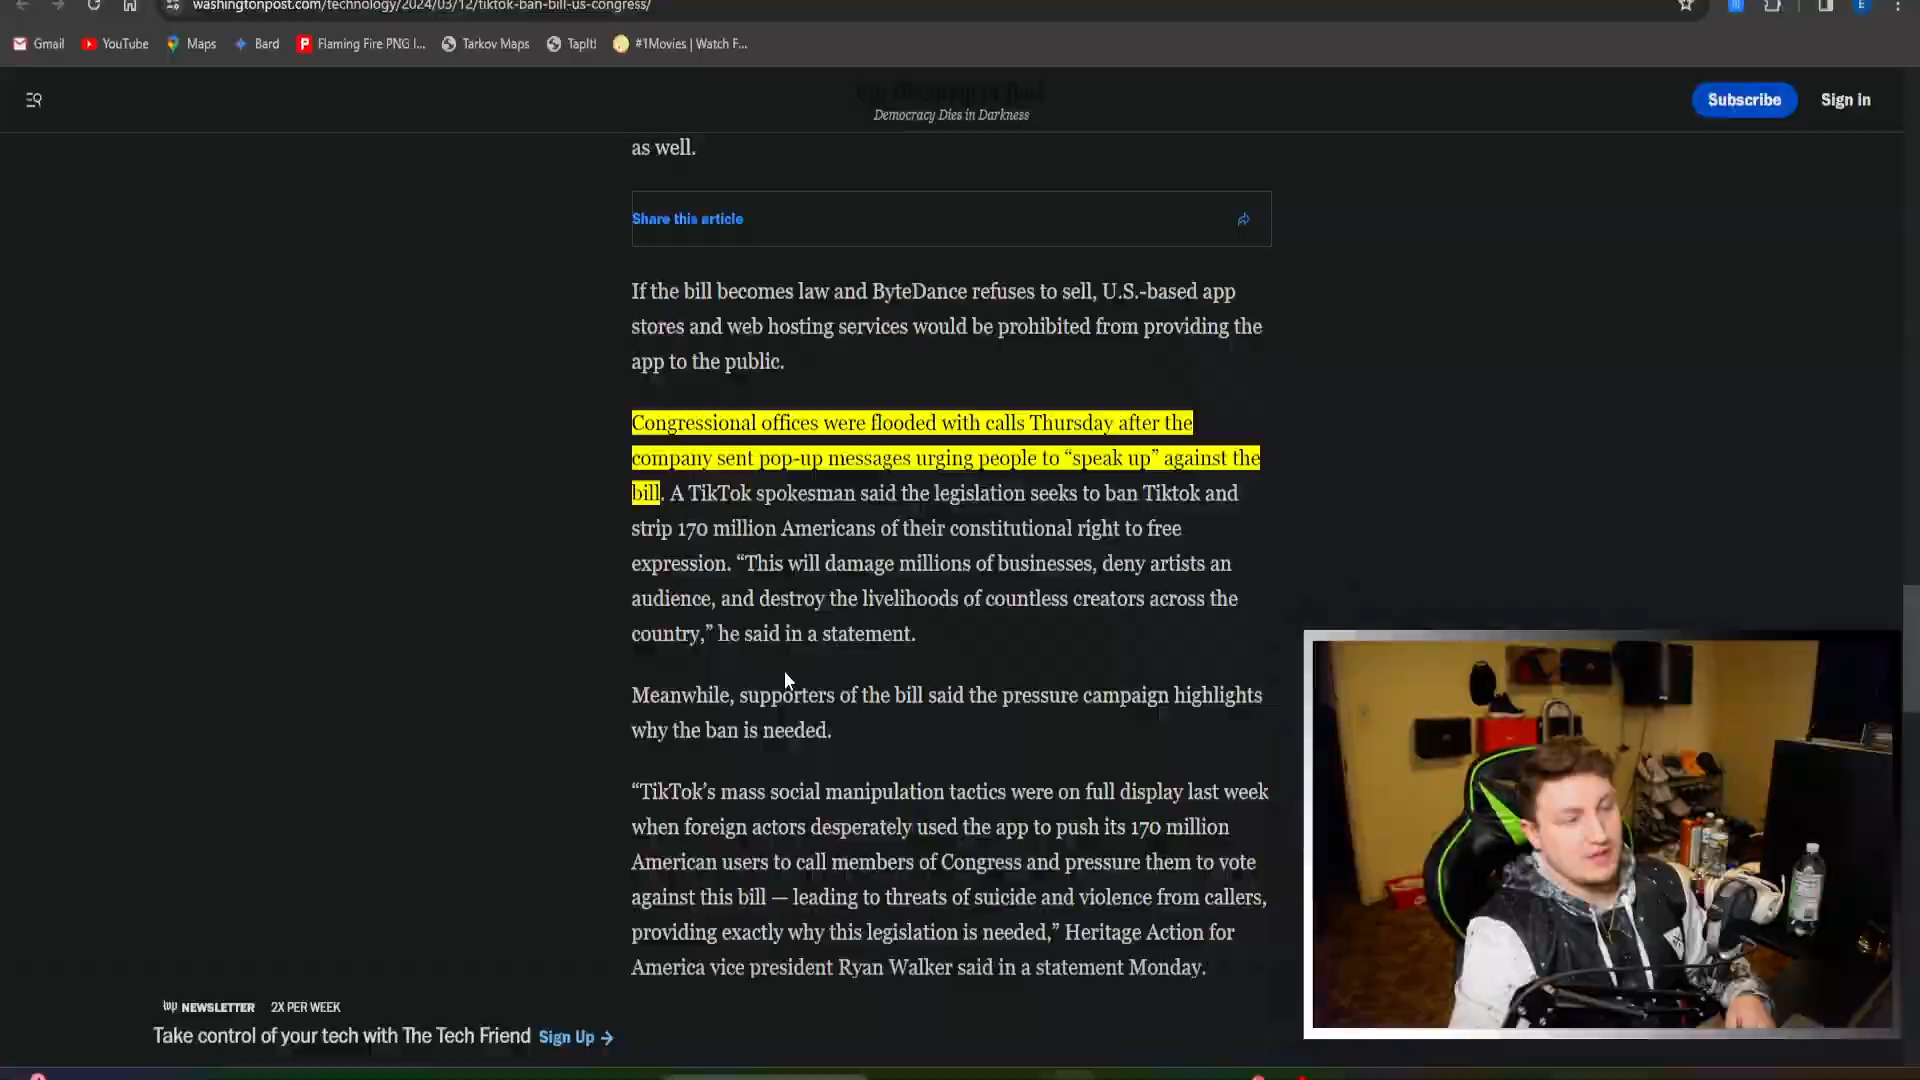 washingtonpost.com/technology/2024/03/12/tiktok-ban-bill-us-congress/
Gmail YouTube Maps Bard Flaming Fire PNG I... Tarkov Maps TapIt! #1Movies | Watch F...
Democracy Dies in Darkness
Subscribe Sign in
as well.
Share this article
If the bill becomes law and ByteDance refuses to sell, U.S.-based app
stores and web hosting services would be prohibited from providing the
app to the public.
Congressional offices were flooded with calls Thursday after the
company sent pop-up messages urging people to “speak up” against the
bill. A TikTok spokesman said the legislation seeks to ban Tiktok and
strip 170 million Americans of their constitutional right to free
expression. “This will damage millions of businesses, deny artists an
audience, and destroy the livelihoods of countless creators across the
country,” he said in a statement.
Meanwhile, supporters of the bill said the pressure campaign highlights
why the ban is needed.
“TikTok’s mass social manipulation tactics were on full display last week
when foreign actors desperately used the app to push its 170 million
American users to call members of Congress and pressure them to vote
against this bill — leading to threats of suicide and violence from callers,
providing exactly why this legislation is needed,” Heritage Action for
America vice president Ryan Walker said in a statement Monday.
wp NEWSLETTER 2X PER WEEK
Take control of your tech with The Tech Friend Sign Up →